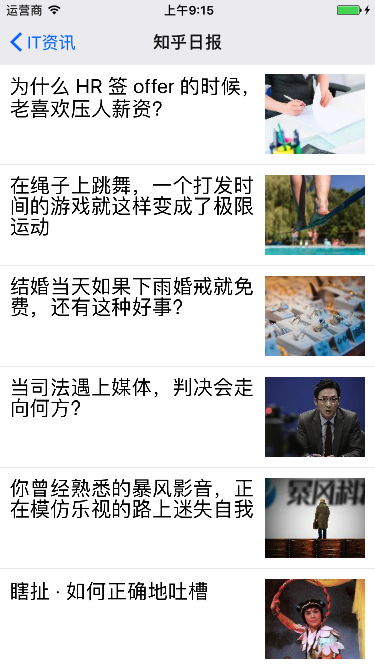 运营商 上午9:15
IT资讯 知乎日报
为什么 HR 签 offer 的时候，
老喜欢压人薪资？
在绳子上跳舞，一个打发时
间的游戏就这样变成了极限
运动
结婚当天如果下雨婚戒就免
费，还有这种好事？
当司法遇上媒体，判决会走
向何方？
你曾经熟悉的暴风影音，正
在模仿乐视的路上迷失自我
暴风科
瞎扯 · 如何正确地吐槽